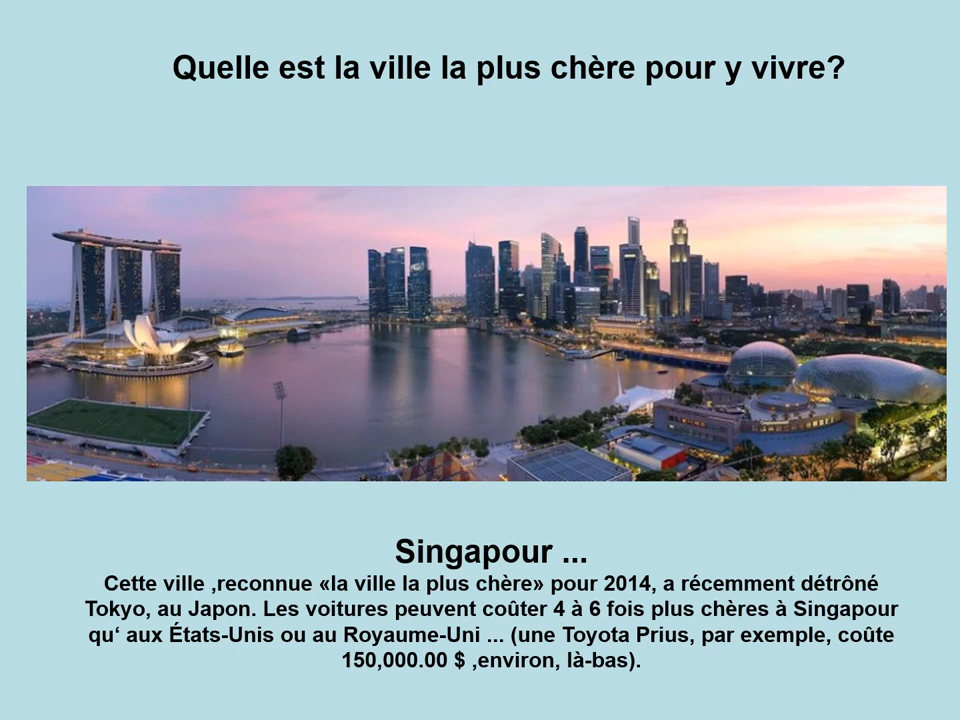 Quelle est la ville la plus chère pour y vivre?
Singapour ...
Cette ville ,reconnue «la ville la plus chère» pour 2014, a récemment détrôné
Tokyo, au Japon. Les voitures peuvent coûter 4 à 6 fois plus chères à Singapour
qu‘ aux États-Unis ou au Royaume-Uni ... (une Toyota Prius, par exemple, coûte
150,000.00 $ ,environ, là-bas).